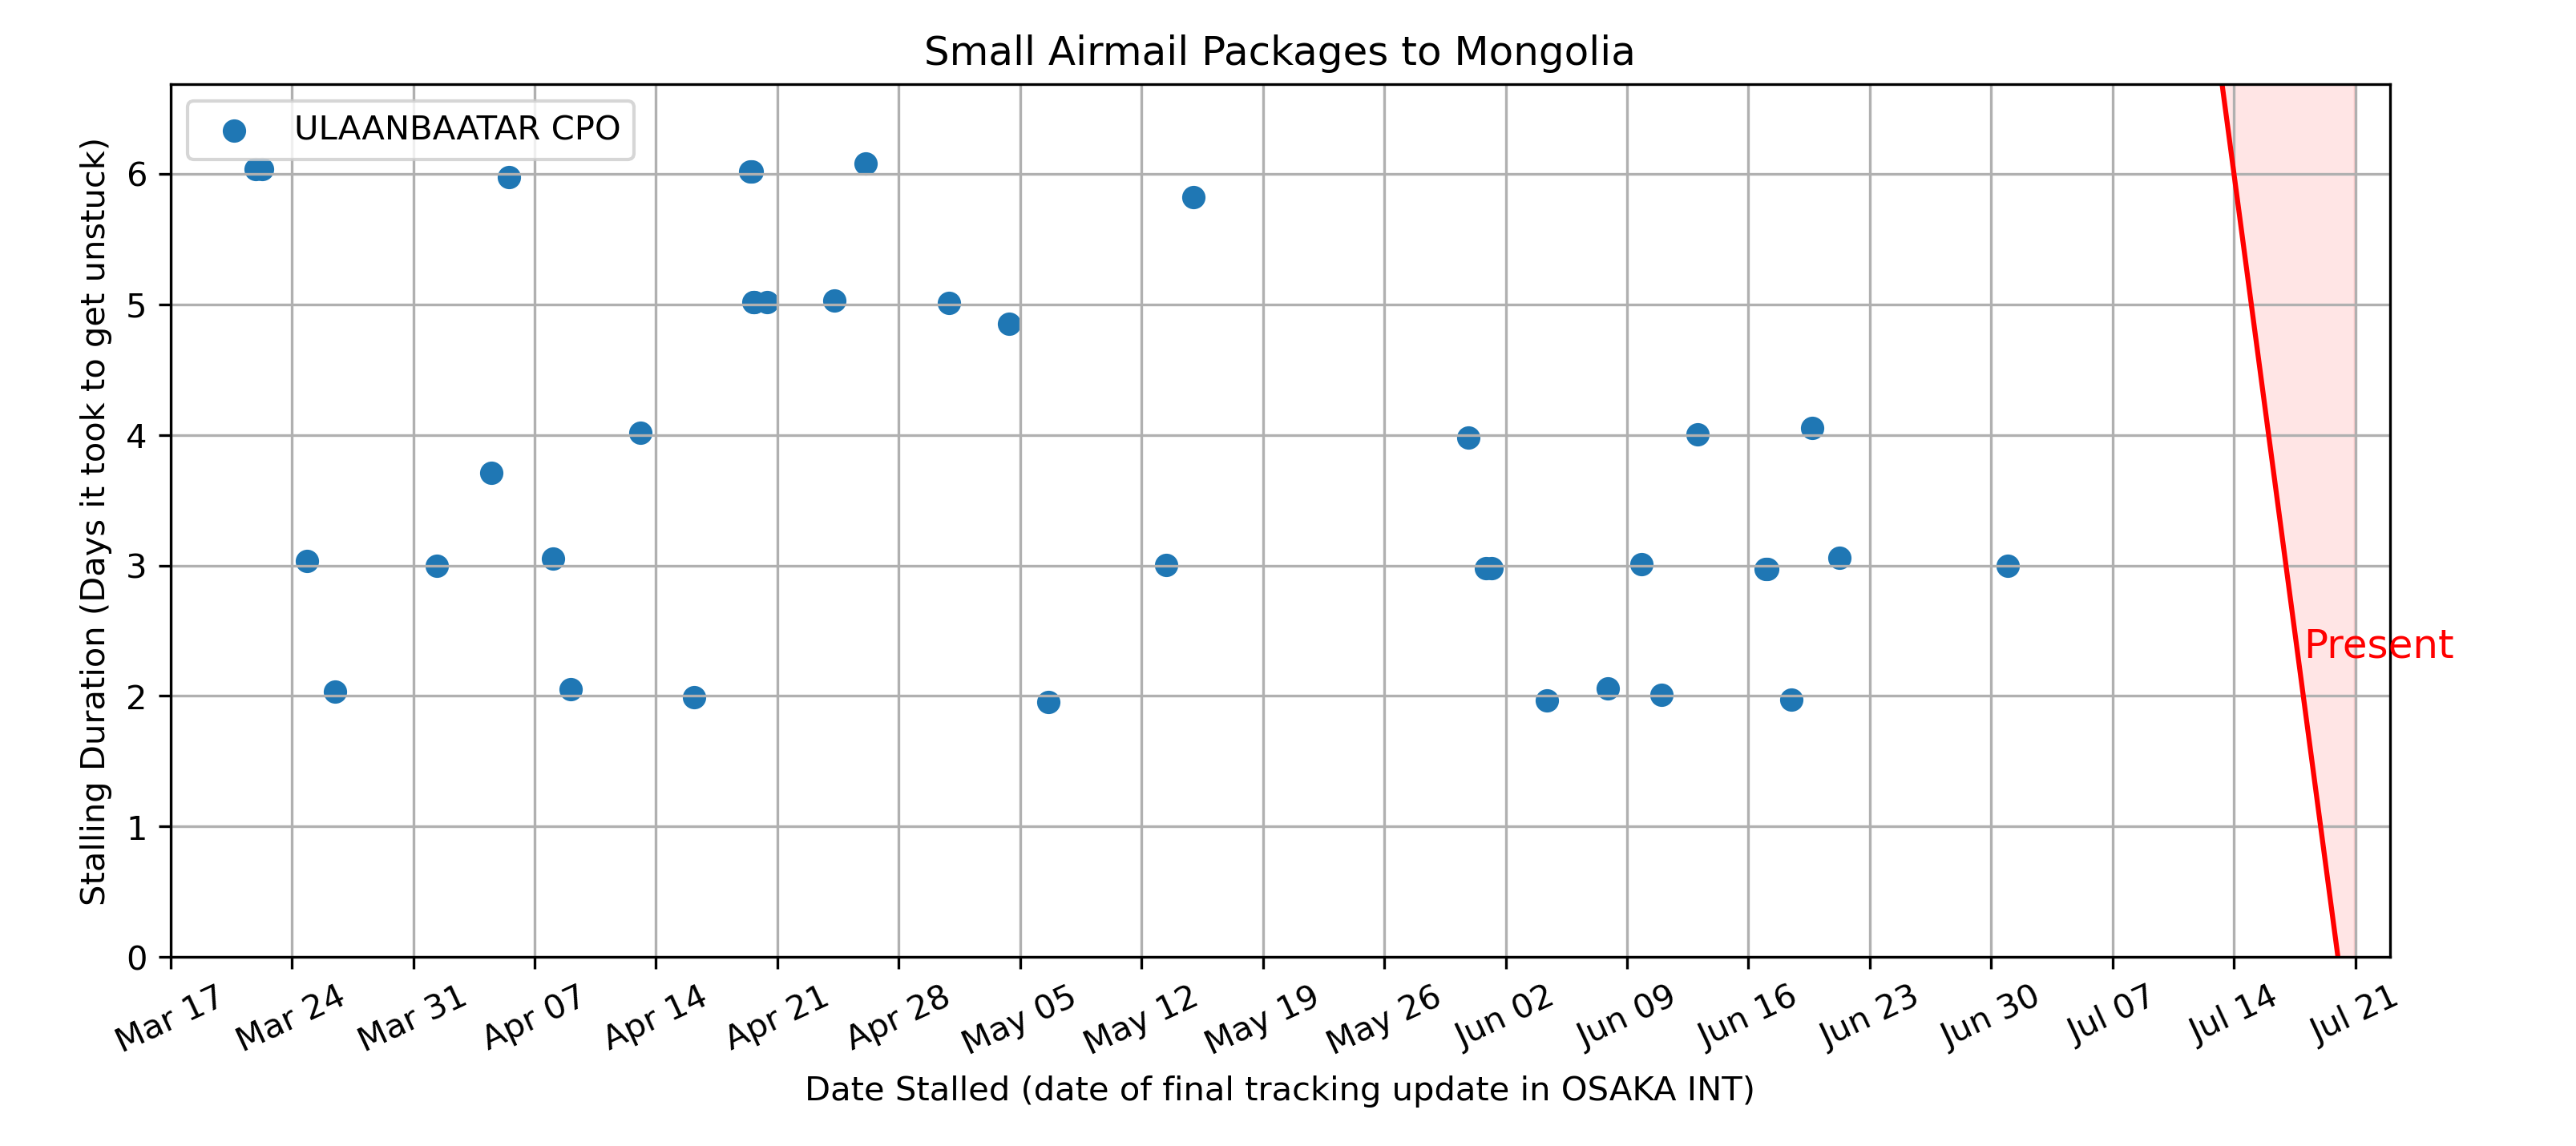 Small Airmail Packages to Mongolia
ULAANBAATAR CPO
Stalling Duration (Days it took to get unstuck)
6
5
4
3
2
1
0
Present
Mar 17
Mar 24
Mar 31
Apr 07
Apr 14
Apr 21
Apr 28
May 05
May 12
May 19
May 26
Jun 02
Jun 09
Jun 16
Jun 23
Jun 30
Jul 07
Jul 14
Jul 21
Date Stalled (date of final tracking update in OSAKA INT)